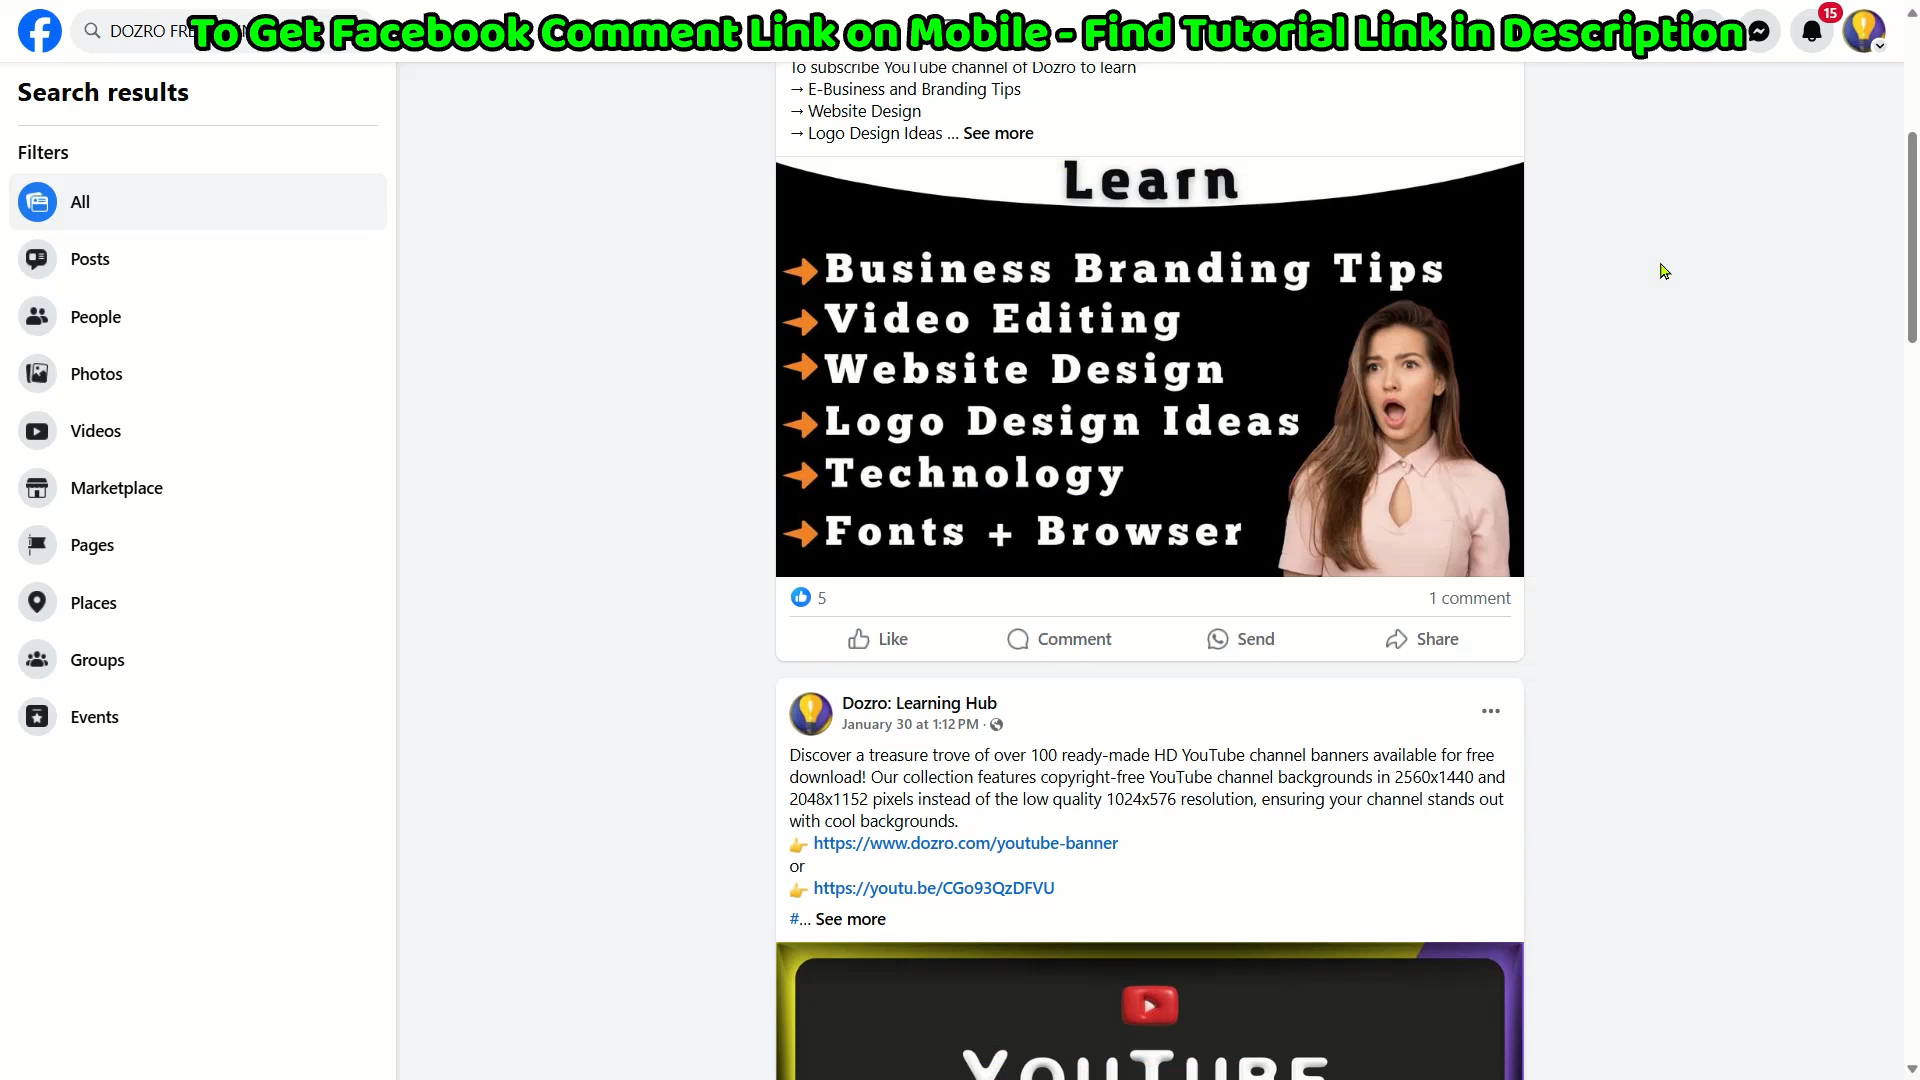 DOZRO FRE
To Get Facebook Comment Link on Mobile - Find Tutorial Link in Description
15
Search results
Filters
All
Posts
People
Photos
Videos
Marketplace
Pages
Places
Groups
Events
To subscribe YouTube channel of Dozro to learn
→ E-Business and Branding Tips
→ Website Design
→ Logo Design Ideas ... See more
Learn
Business Branding Tips
Video Editing
Website Design
Logo Design Ideas
Technology
Fonts + Browser
5
1 comment
Like
Comment
Send
Share
Dozro: Learning Hub
January 30 at 1:12 PM ·
Discover a treasure trove of over 100 ready-made HD YouTube channel banners available for free
download! Our collection features copyright-free YouTube channel backgrounds in 2560x1440 and
2048x1152 pixels instead of the low quality 1024x576 resolution, ensuring your channel stands out
with cool backgrounds.
👉 https://www.dozro.com/youtube-banner
or
👉 https://youtu.be/CGo93QzDFVU
#... See more
YOUTUBE